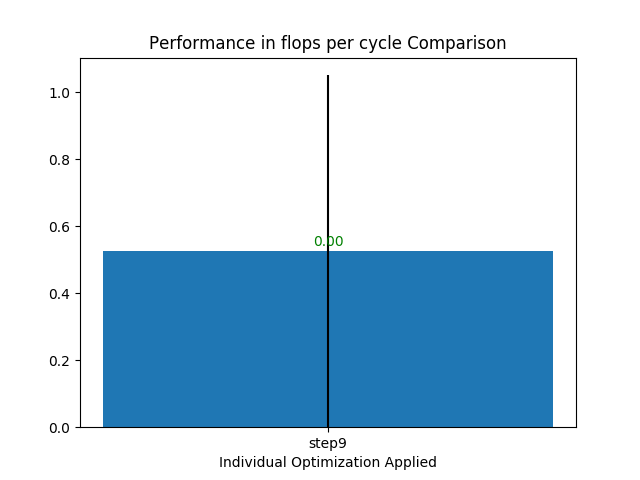 Performance in flops per cycle Comparison
1.0
0.8
0.6
0.4
0.2
0.0
0.00
step9
Individual Optimization Applied